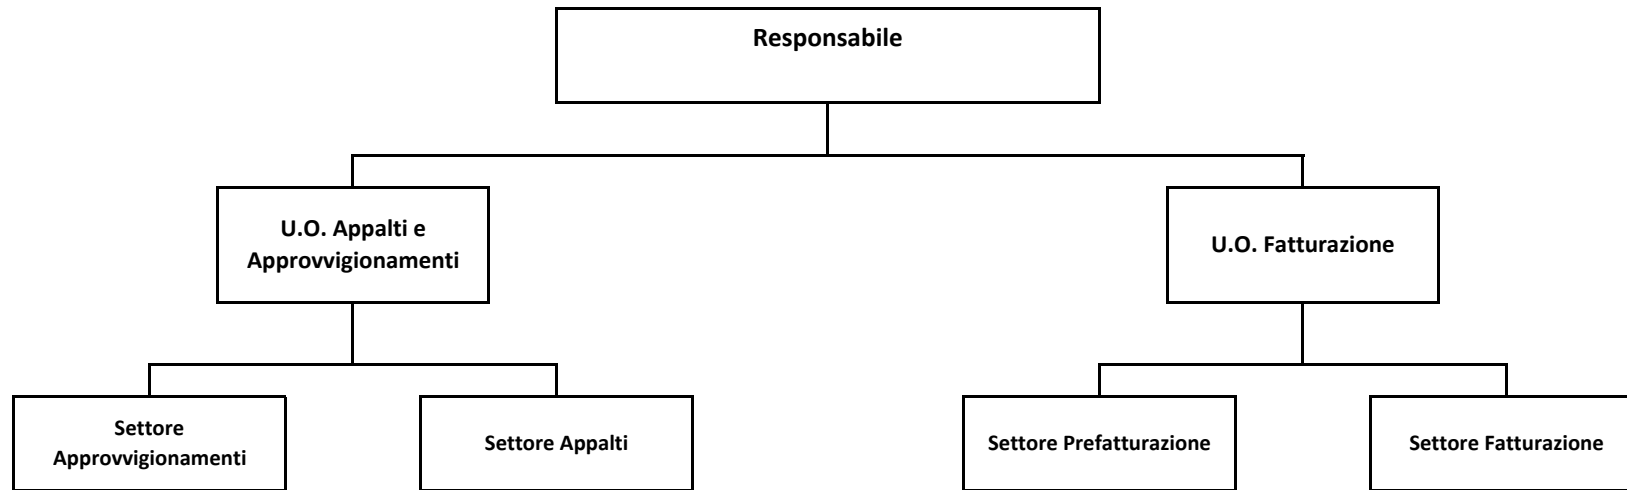 Responsabile
U.O. Appalti e
Approvvigionamenti
U.O. Fatturazione
Settore
Approvvigionamenti
Settore Appalti
Settore Prefatturazione
Settore Fatturazione